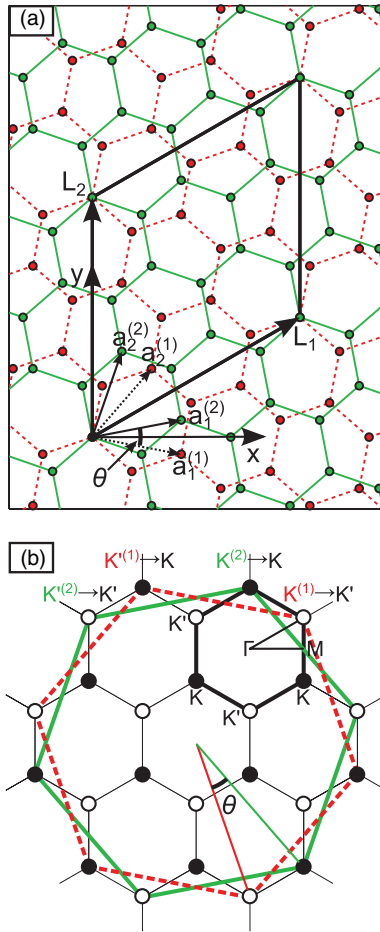 (a)
L₂
y
a₂⁽²⁾
a₂⁽¹⁾
L₁
a₁⁽²⁾
θ
x
a₁⁽¹⁾
(b)
K'⁽¹⁾→K K⁽²⁾→K
K'⁽²⁾→K' K⁽¹⁾→K'
K'
Γ M
K K
K'
θ